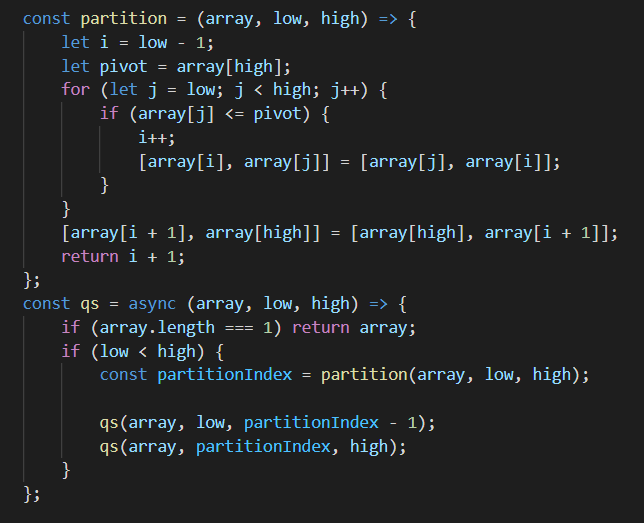 const partition = (array, low, high) => {
    let i = low - 1;
    let pivot = array[high];
    for (let j = low; j < high; j++) {
        if (array[j] <= pivot) {
            i++;
            [array[i], array[j]] = [array[j], array[i]];
        }
    }
    [array[i + 1], array[high]] = [array[high], array[i + 1]];
    return i + 1;
};
const qs = async (array, low, high) => {
    if (array.length === 1) return array;
    if (low < high) {
        const partitionIndex = partition(array, low, high);

        qs(array, low, partitionIndex - 1);
        qs(array, partitionIndex, high);
    }
};